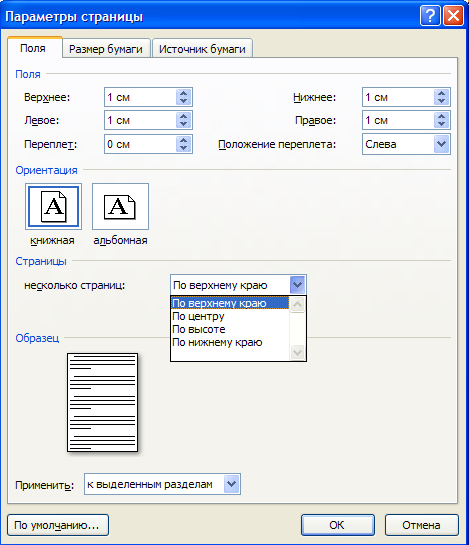 Параметры страницы
Поля Размер бумаги Источник бумаги
Поля
Верхнее: 1 см Нижнее: 1 см
Левое: 1 см Правое: 1 см
Переплет: 0 см Положение переплета: Слева
Ориентация
A A
книжная альбомная
Страницы
несколько страниц: По верхнему краю
По верхнему краю
По центру
По высоте
По нижнему краю
Образец
Применить: к выделенным разделам
По умолчанию... ОК Отмена